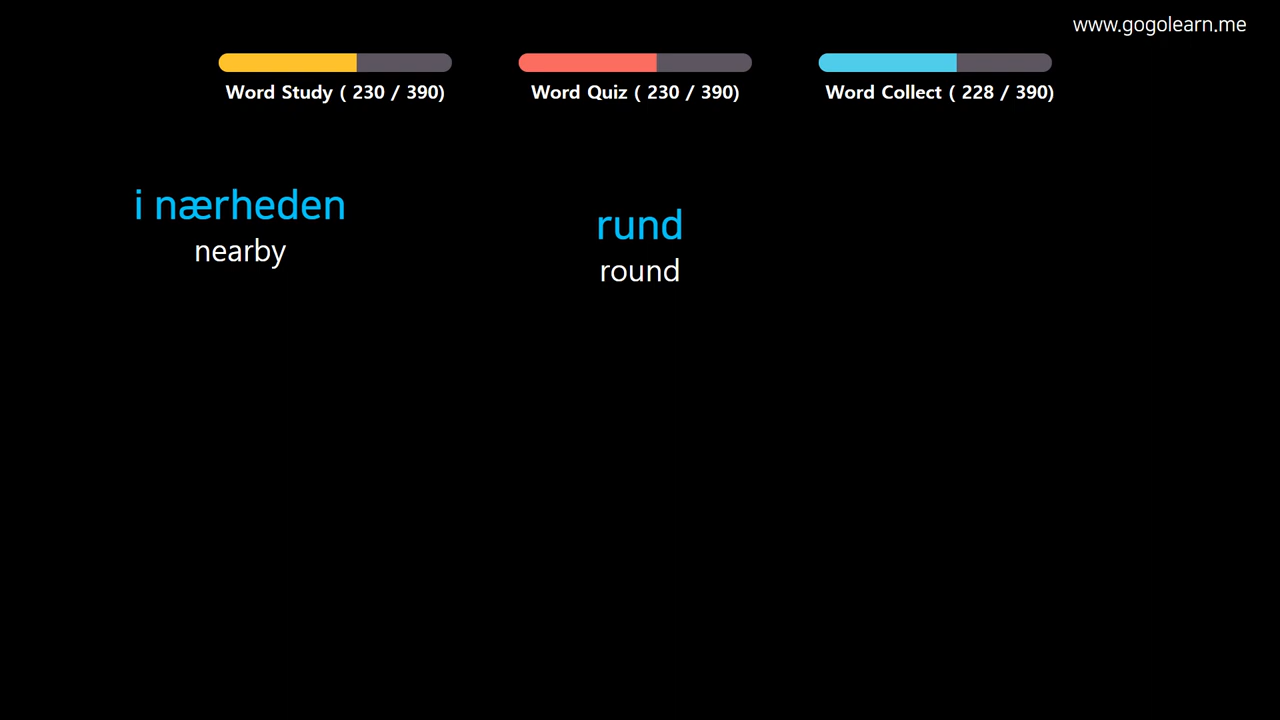 www.gogolearn.me
Word Study ( 230 / 390)
Word Quiz ( 230 / 390)
Word Collect ( 228 / 390)
i nærheden
nearby
rund
round